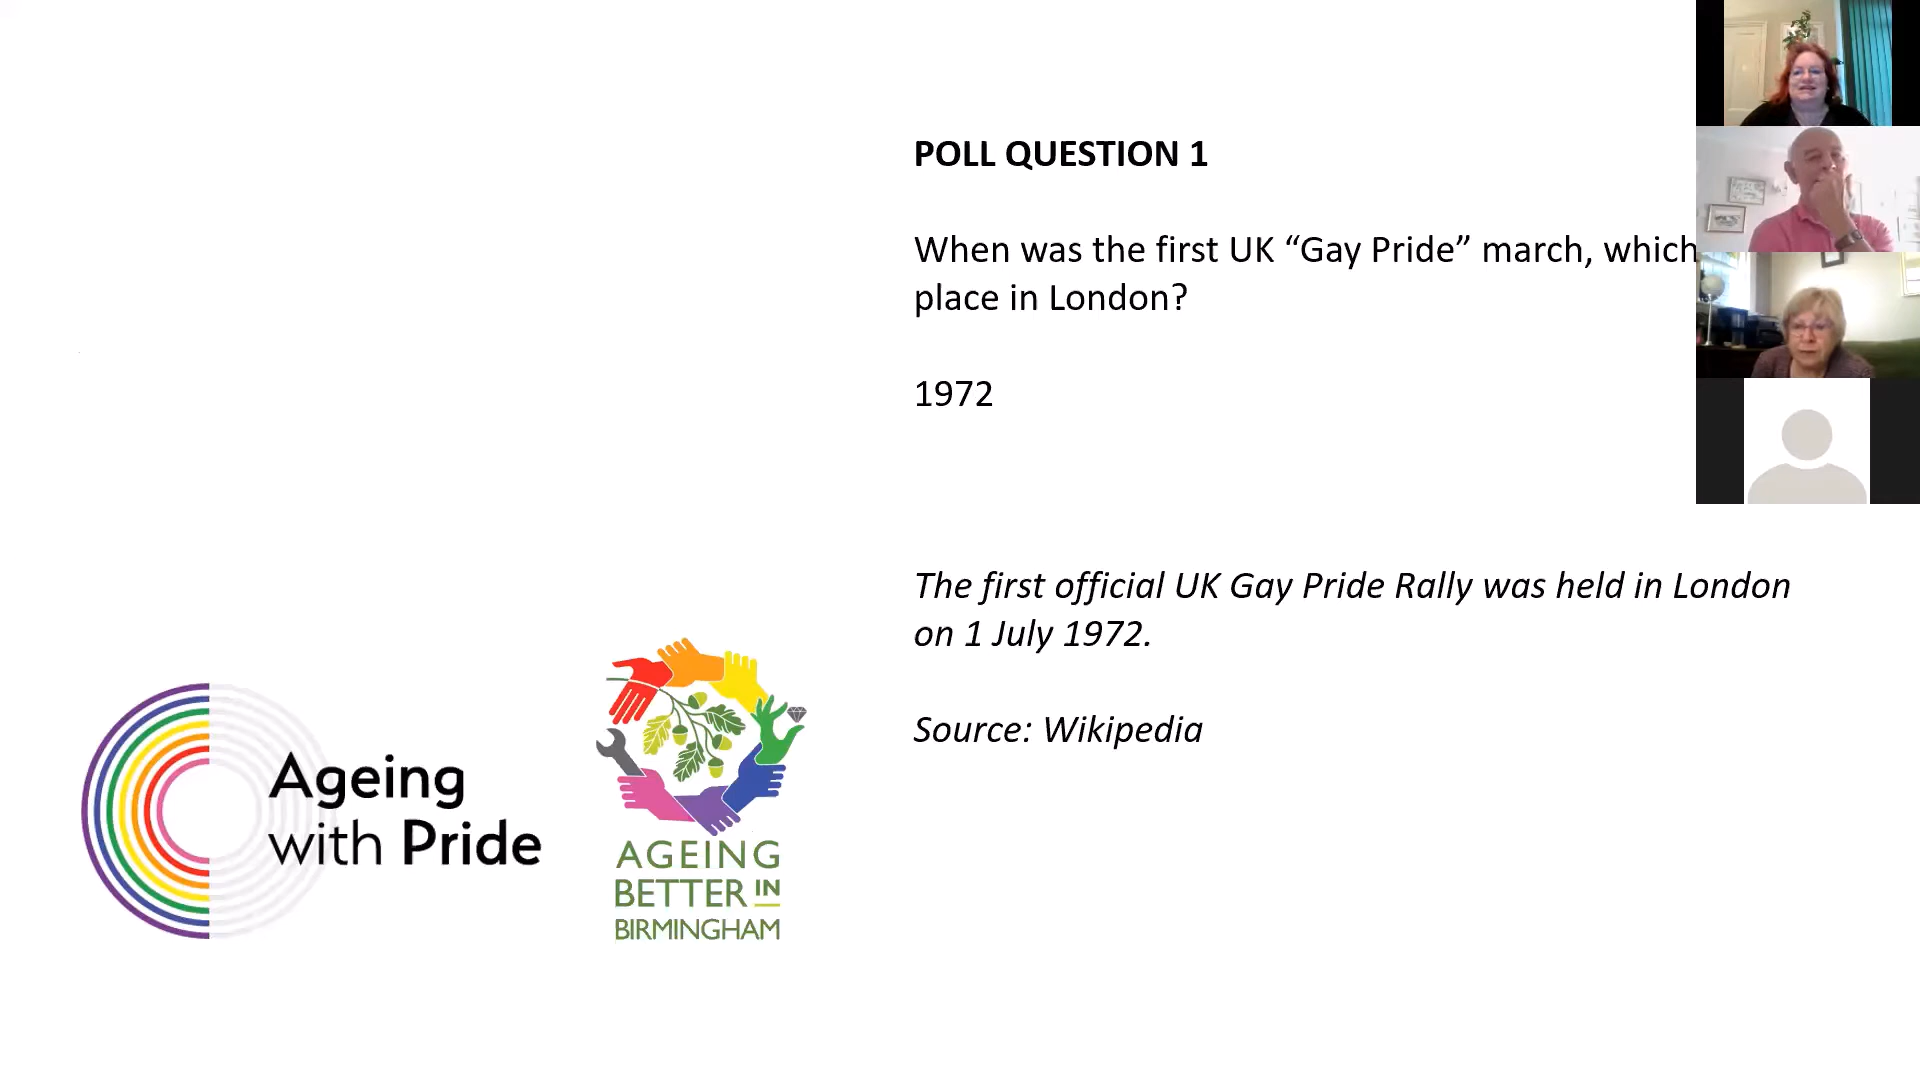 POLL QUESTION 1
When was the first UK “Gay Pride” march, which
place in London?
1972
The first official UK Gay Pride Rally was held in London
on 1 July 1972.
Source: Wikipedia
Ageing
with Pride
AGEING
BETTER IN
BIRMINGHAM